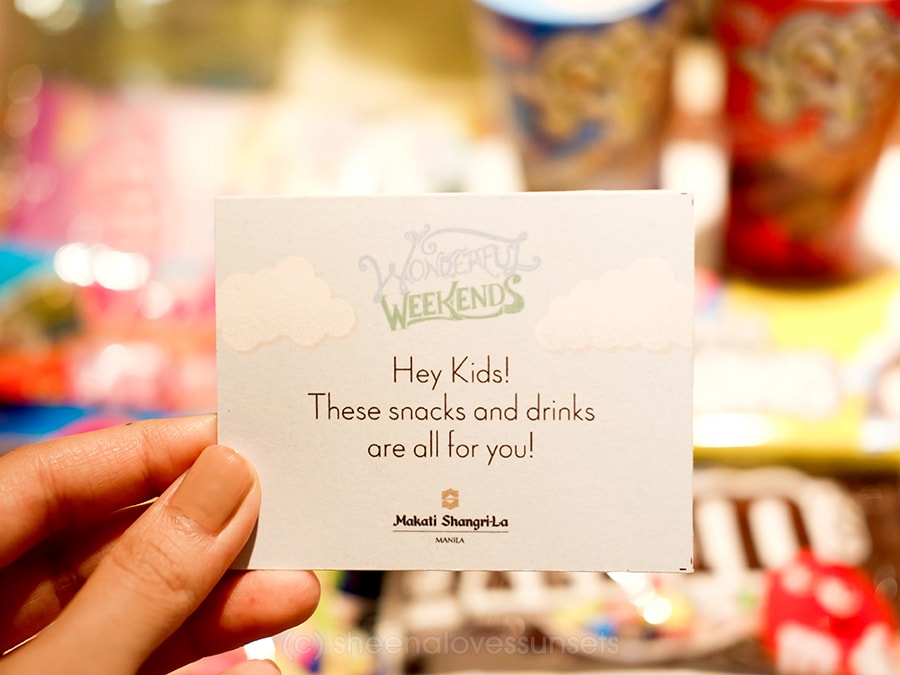 Wonderful
Weekends
Hey Kids!
These snacks and drinks
are all for you!
Makati Shangri-La
MANILA
(c) sheenalovessunsets